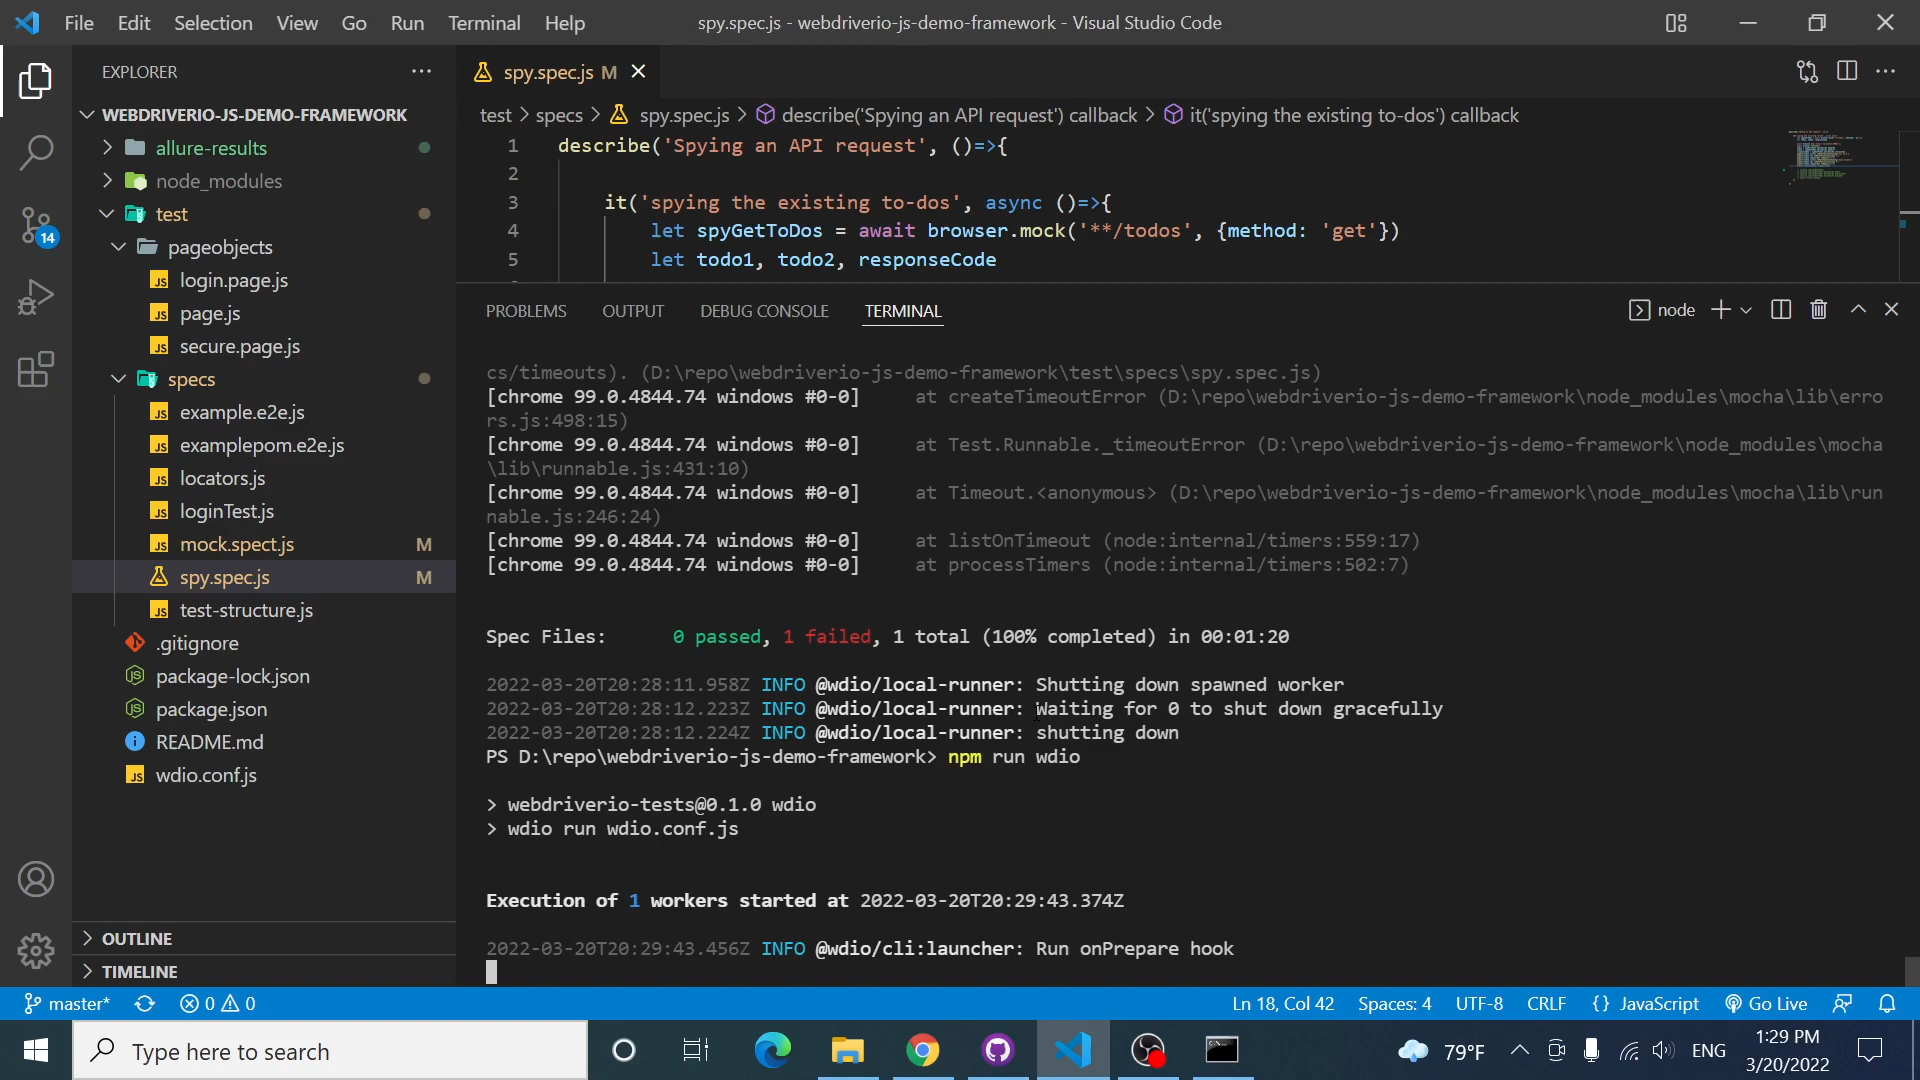 File Edit Selection View Go Run Terminal Help
spy.spec.js - webdriverio-js-demo-framework - Visual Studio Code
EXPLORER
WEBDRIVERIO-JS-DEMO-FRAMEWORK
allure-results
node_modules
test
pageobjects
login.page.js
page.js
secure.page.js
specs
example.e2e.js
examplepom.e2e.js
locators.js
loginTest.js
mock.spect.js M
spy.spec.js M
test-structure.js
.gitignore
package-lock.json
package.json
README.md
wdio.conf.js
OUTLINE
TIMELINE
14
spy.spec.js M
test > specs > spy.spec.js > describe('Spying an API request') callback > it('spying the existing to-dos') callback
1 describe('Spying an API request', ()=>{
2
3 it('spying the existing to-dos', async ()=>{
4 let spyGetToDos = await browser.mock('**/todos', {method: 'get'})
5 let todo1, todo2, responseCode
PROBLEMS OUTPUT DEBUG CONSOLE TERMINAL
node
cs/timeouts). (D:\repo\webdriverio-js-demo-framework\test\specs\spy.spec.js)
[chrome 99.0.4844.74 windows #0-0] at createTimeoutError (D:\repo\webdriverio-js-demo-framework\node_modules\mocha\lib\erro
rs.js:498:15)
[chrome 99.0.4844.74 windows #0-0] at Test.Runnable._timeoutError (D:\repo\webdriverio-js-demo-framework\node_modules\mocha
\lib\runnable.js:431:10)
[chrome 99.0.4844.74 windows #0-0] at Timeout.<anonymous> (D:\repo\webdriverio-js-demo-framework\node_modules\mocha\lib\run
nable.js:246:24)
[chrome 99.0.4844.74 windows #0-0] at listOnTimeout (node:internal/timers:559:17)
[chrome 99.0.4844.74 windows #0-0] at processTimers (node:internal/timers:502:7)
Spec Files: 0 passed, 1 failed, 1 total (100% completed) in 00:01:20
2022-03-20T20:28:11.958Z INFO @wdio/local-runner: Shutting down spawned worker
2022-03-20T20:28:12.223Z INFO @wdio/local-runner: Waiting for 0 to shut down gracefully
2022-03-20T20:28:12.224Z INFO @wdio/local-runner: shutting down
PS D:\repo\webdriverio-js-demo-framework> npm run wdio
> webdriverio-tests@0.1.0 wdio
> wdio run wdio.conf.js
Execution of 1 workers started at 2022-03-20T20:29:43.374Z
2022-03-20T20:29:43.456Z INFO @wdio/cli:launcher: Run onPrepare hook
master* 0 0 Ln 18, Col 42 Spaces: 4 UTF-8 CRLF {} JavaScript Go Live
Type here to search
79°F ENG
1:29 PM
3/20/2022